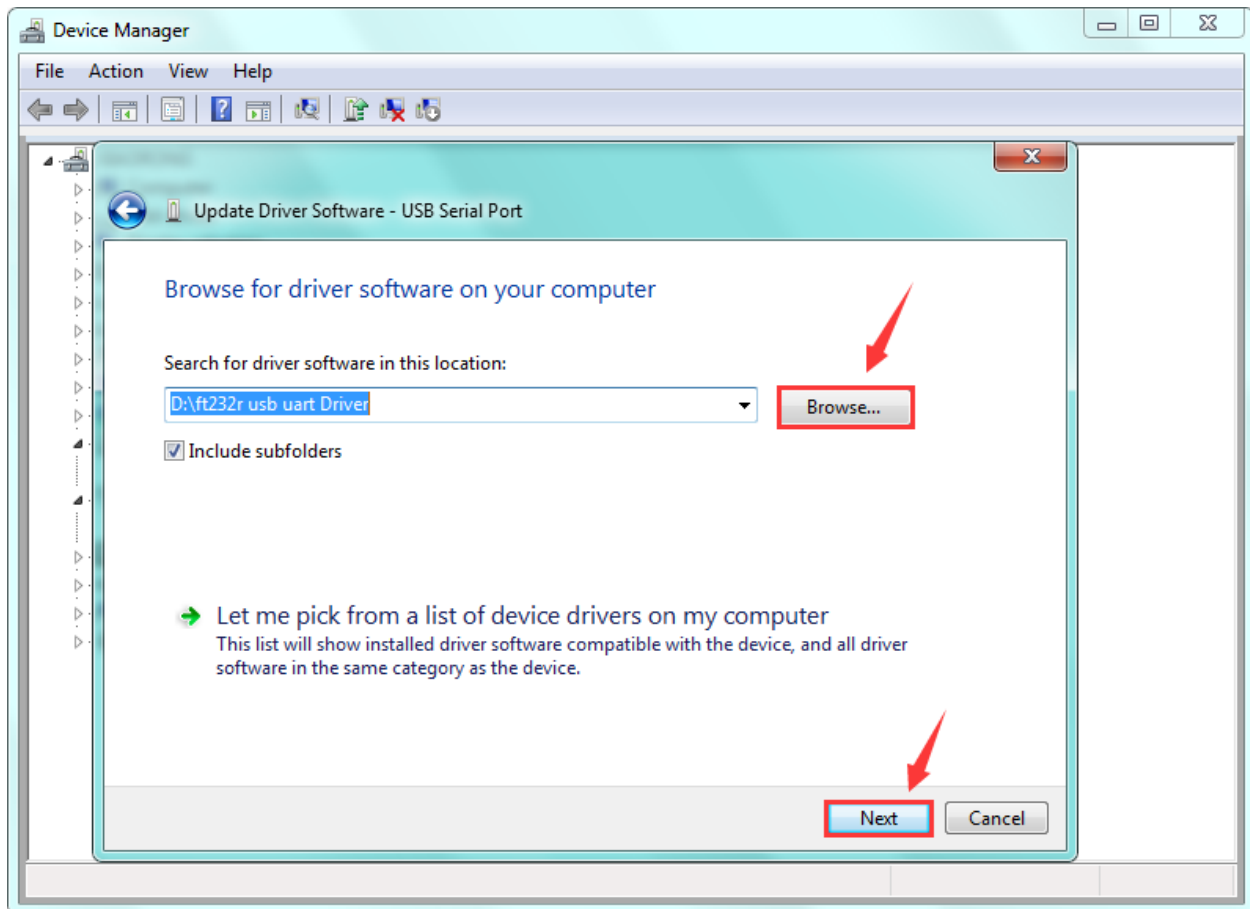 Device Manager
File Action View Help
Update Driver Software - USB Serial Port
Browse for driver software on your computer
Search for driver software in this location:
D:\ft232r usb uart Driver
Browse...
Include subfolders
Let me pick from a list of device drivers on my computer
This list will show installed driver software compatible with the device, and all driver
software in the same category as the device.
Next Cancel